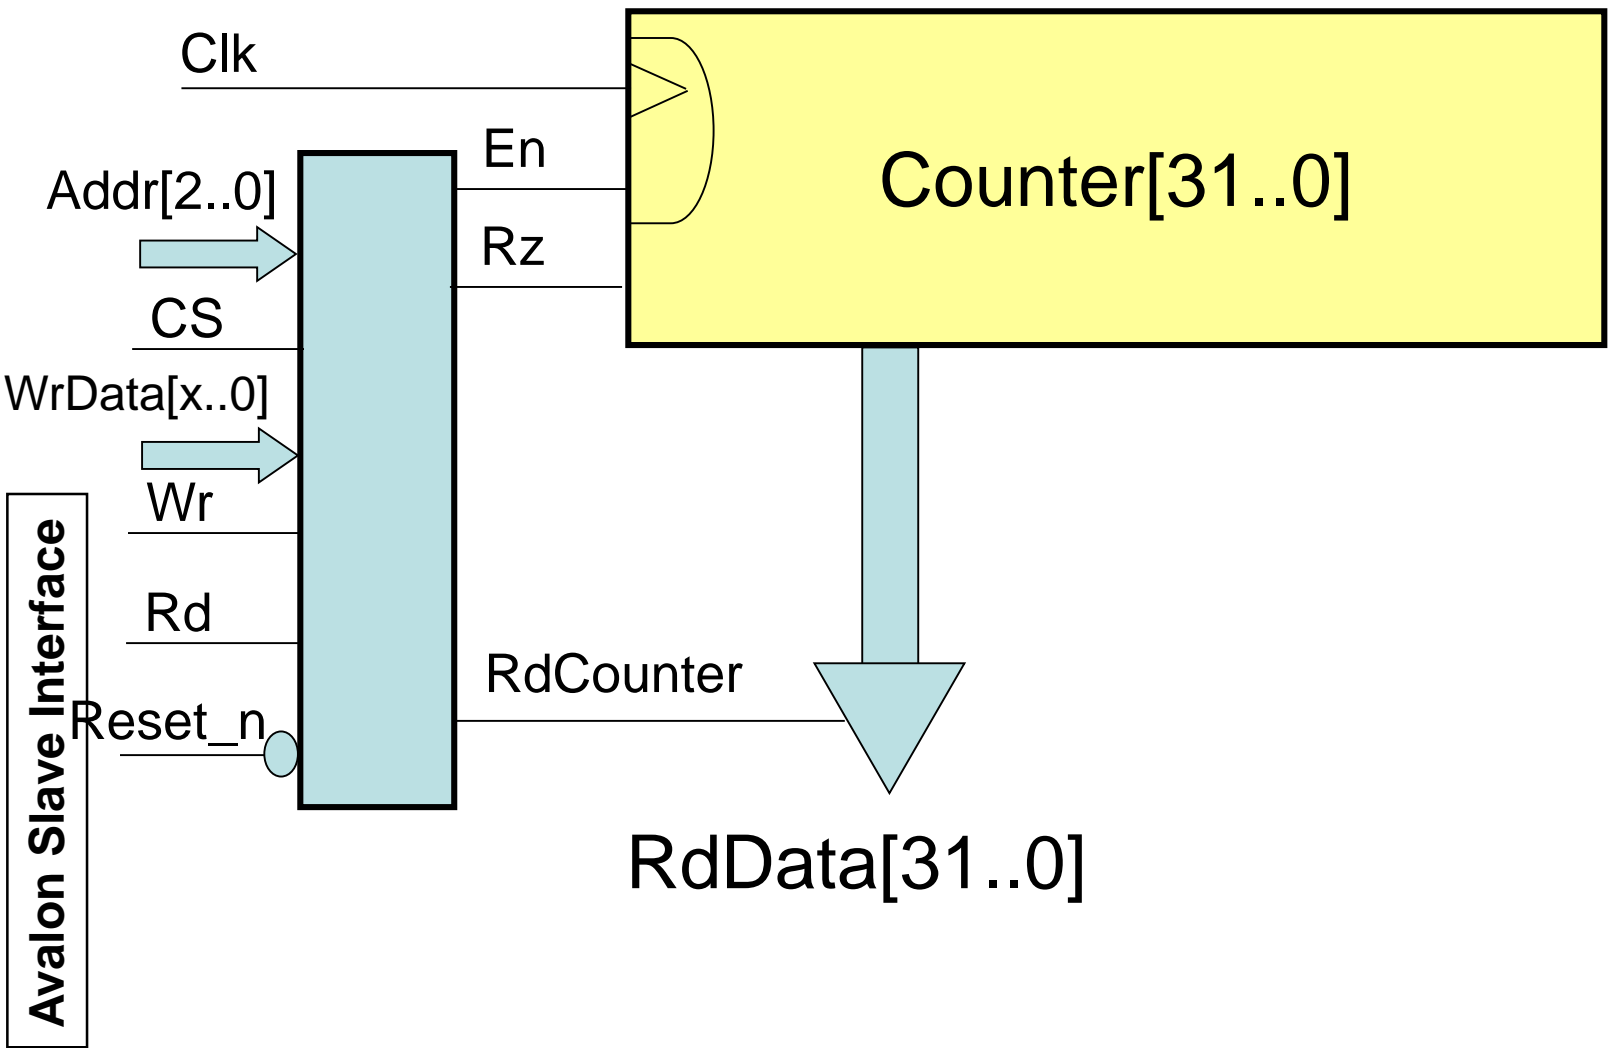 Clk
En
Counter[31..0]
Addr[2..0]
Rz
CS
WrData[x..0]
Wr
Rd
RdCounter
Reset_n
RdData[31..0]
Avalon Slave Interface